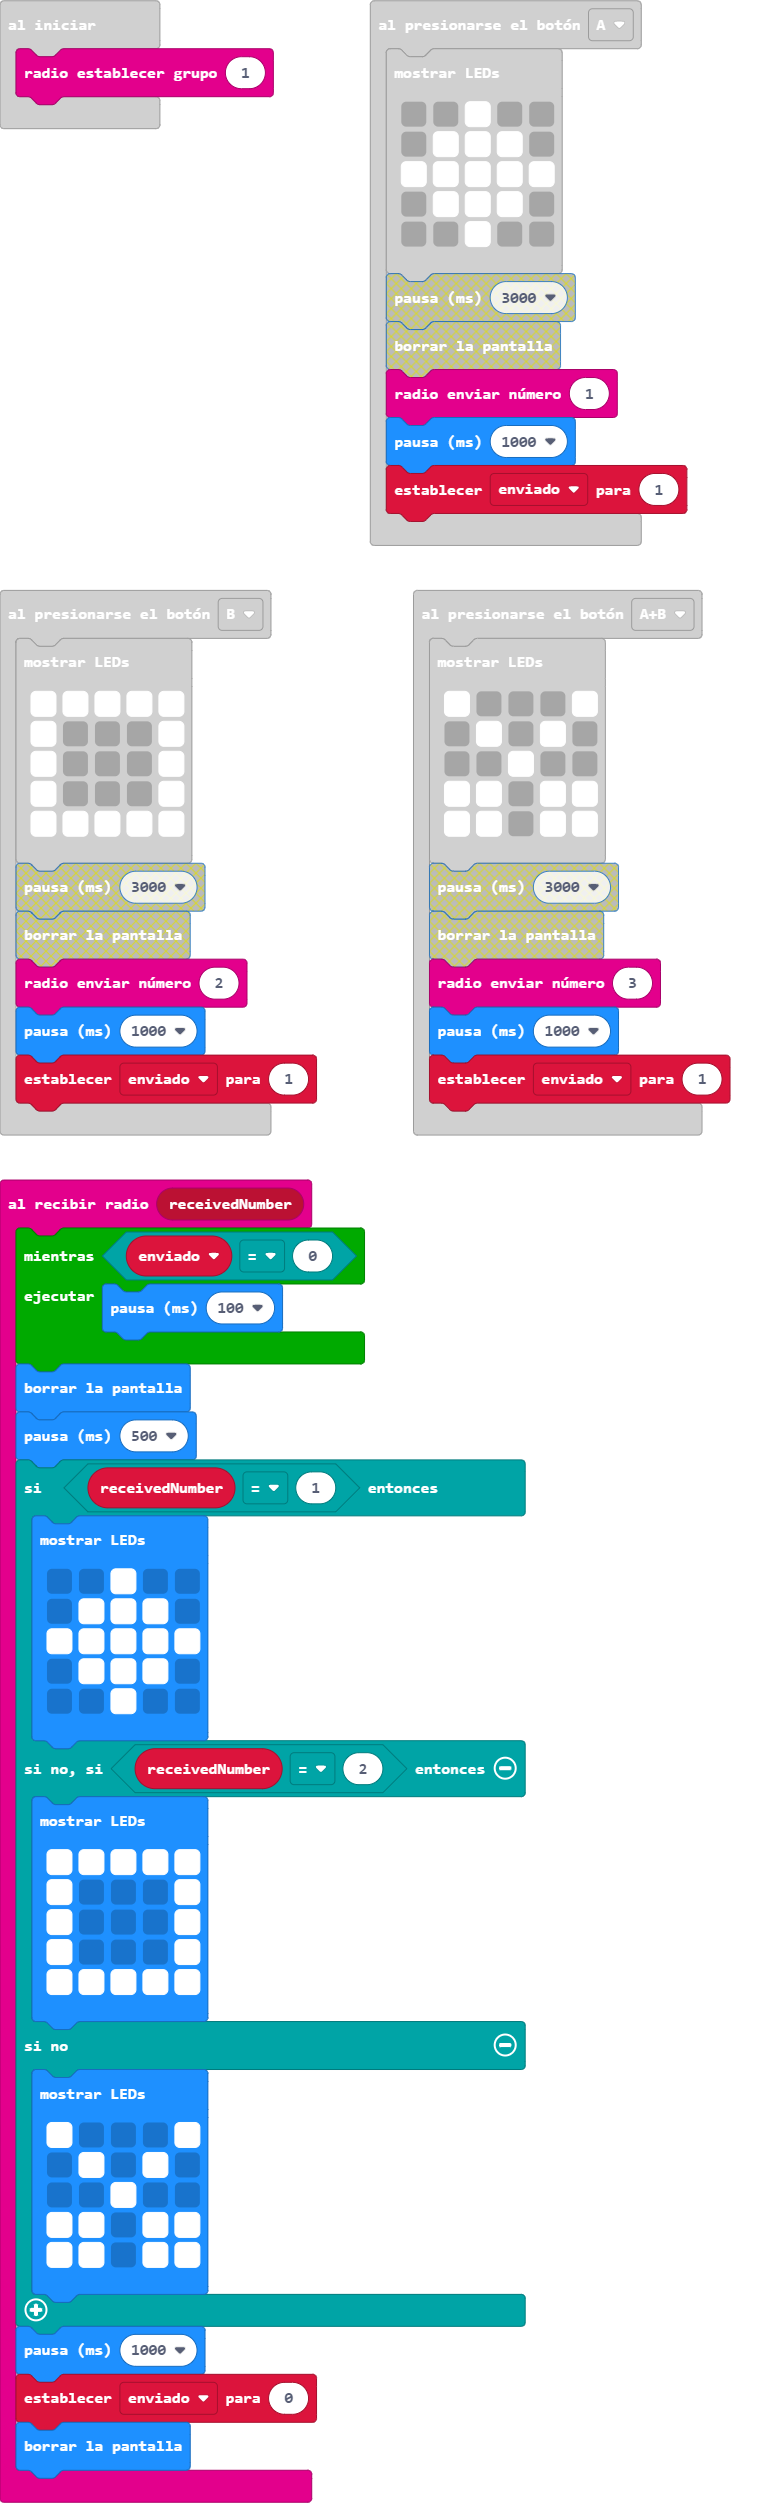 al iniciar
radio establecer grupo 1
al presionarse el botón A
mostrar LEDs
pausa (ms) 3000
borrar la pantalla
radio enviar número 1
pausa (ms) 1000
establecer enviado para 1
al presionarse el botón B
mostrar LEDs
pausa (ms) 3000
borrar la pantalla
radio enviar número 2
pausa (ms) 1000
establecer enviado para 1
al presionarse el botón A+B
mostrar LEDs
pausa (ms) 3000
borrar la pantalla
radio enviar número 3
pausa (ms) 1000
establecer enviado para 1
al recibir radio receivedNumber
mientras enviado = 0
ejecutar pausa (ms) 100
borrar la pantalla
pausa (ms) 500
si receivedNumber = 1 entonces
mostrar LEDs
si no, si receivedNumber = 2 entonces
mostrar LEDs
si no
mostrar LEDs
pausa (ms) 1000
establecer enviado para 0
borrar la pantalla